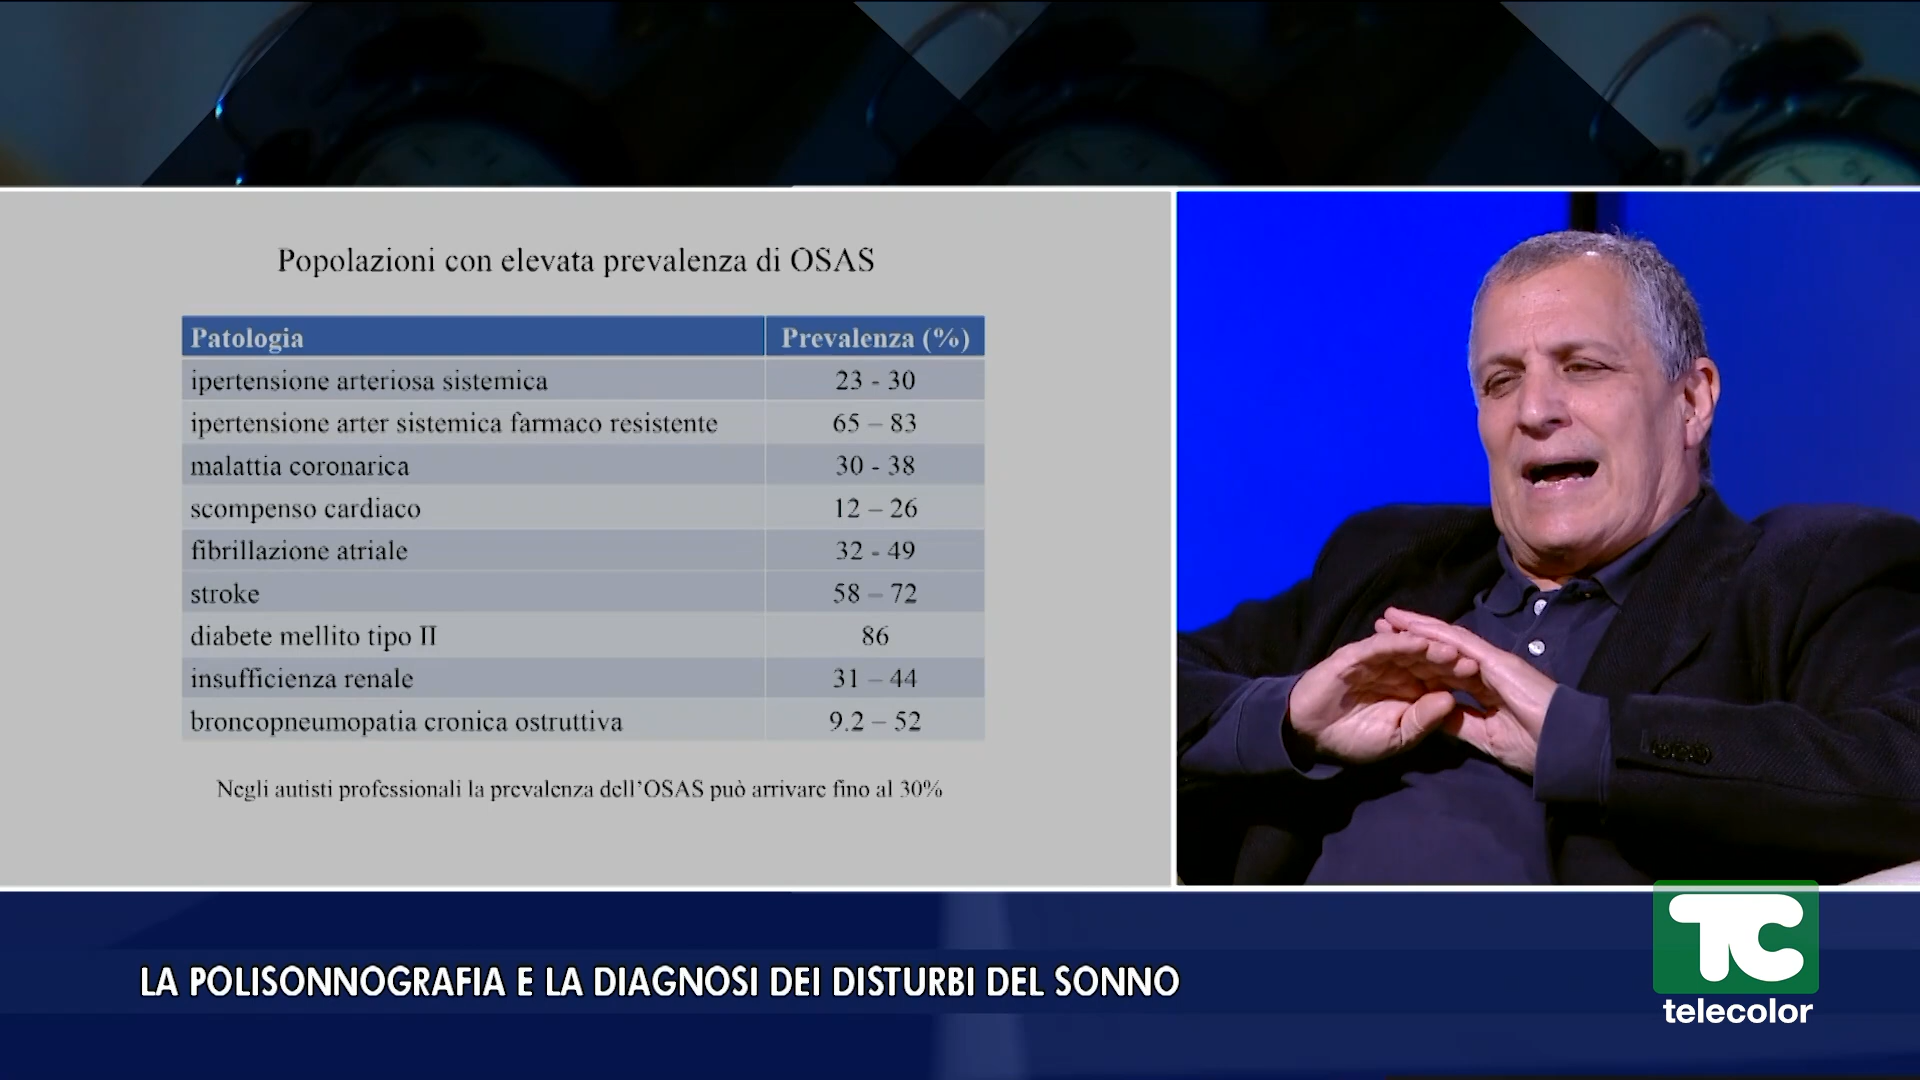 Popolazioni con elevata prevalenza di OSAS
Patologia Prevalenza (%)
ipertensione arteriosa sistemica 23 - 30
ipertensione arter sistemica farmaco resistente 65 – 83
malattia coronarica 30 - 38
scompenso cardiaco 12 – 26
fibrillazione atriale 32 - 49
stroke 58 – 72
diabete mellito tipo II 86
insufficienza renale 31 – 44
broncopneumopatia cronica ostruttiva 9.2 – 52
Negli autisti professionali la prevalenza dell’OSAS può arrivare fino al 30%
LA POLISONNOGRAFIA E LA DIAGNOSI DEI DISTURBI DEL SONNO
TC
telecolor